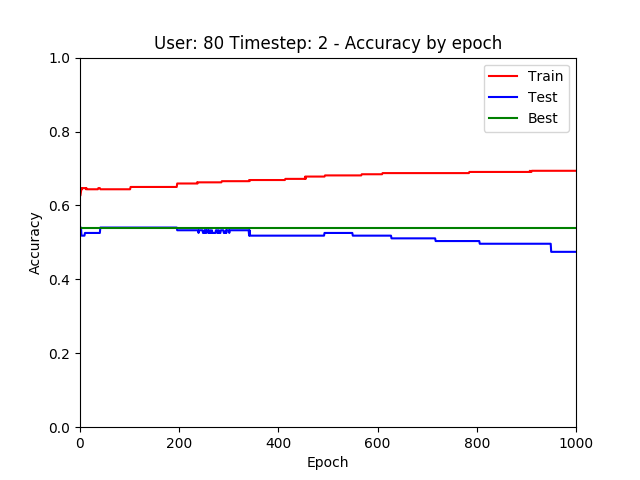 User: 80 Timestep: 2 - Accuracy by epoch
1.0
0.8
0.6
0.4
0.2
0.0
Accuracy
0 200 400 600 800 1000
Epoch
Train
Test
Best